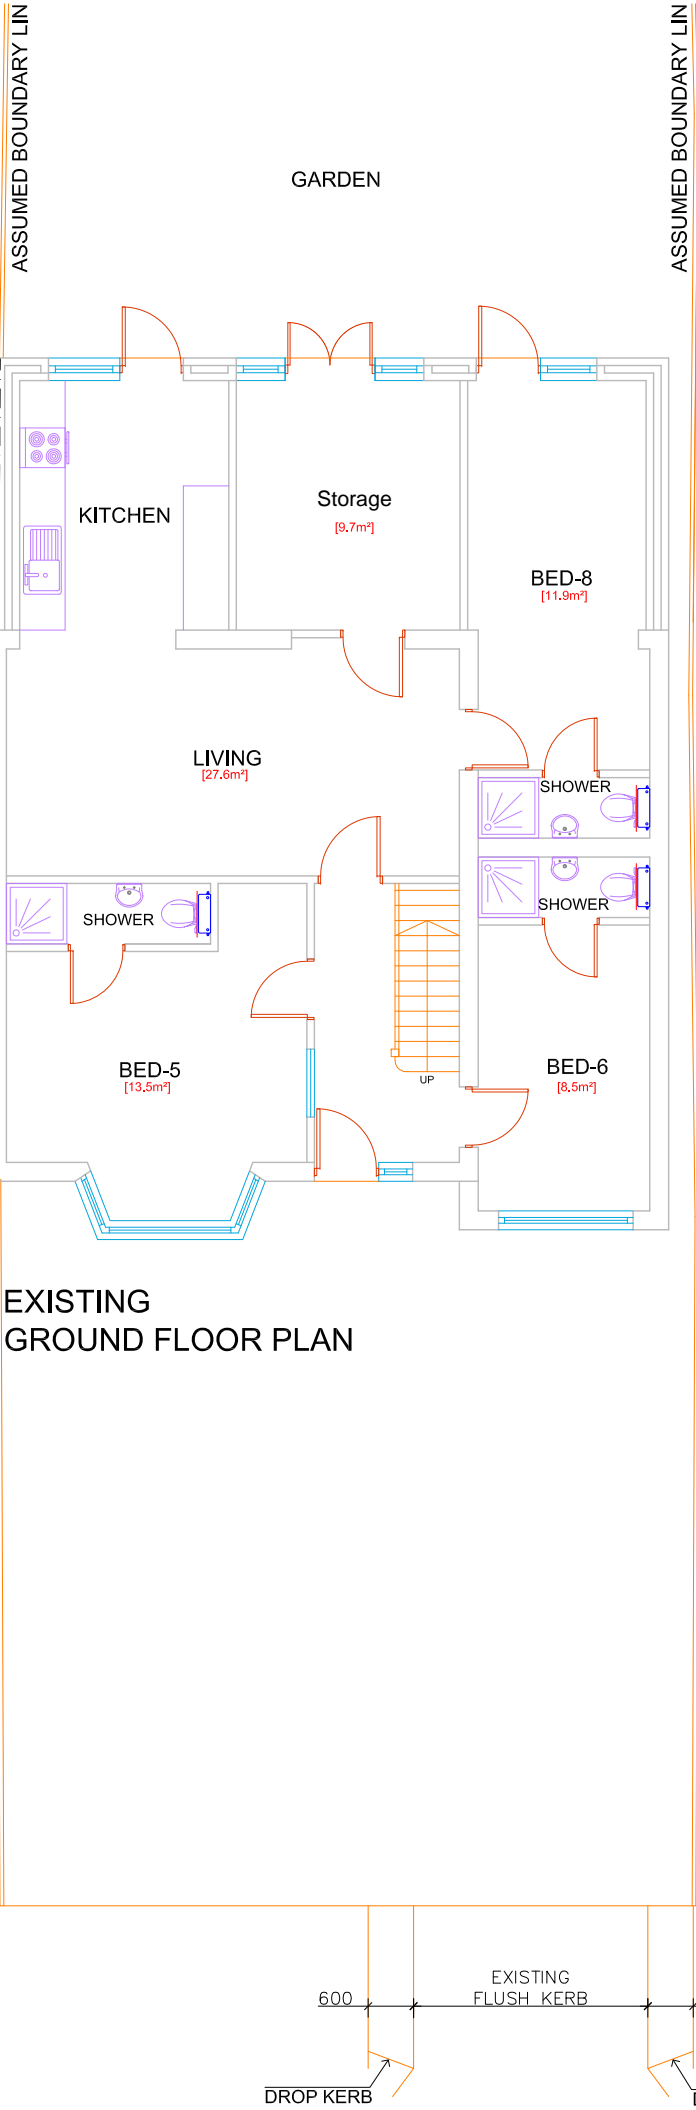 ASSUMED BOUNDARY LIN
ASSUMED BOUNDARY LIN
GARDEN
KITCHEN
Storage
[9.7m²]
BED-8
[11.9m²]
LIVING
[27.6m²]
SHOWER
SHOWER
SHOWER
BED-5
[13.5m²]
BED-6
[8.5m²]
UP
EXISTING
GROUND FLOOR PLAN
EXISTING
600
FLUSH KERB
DROP KERB